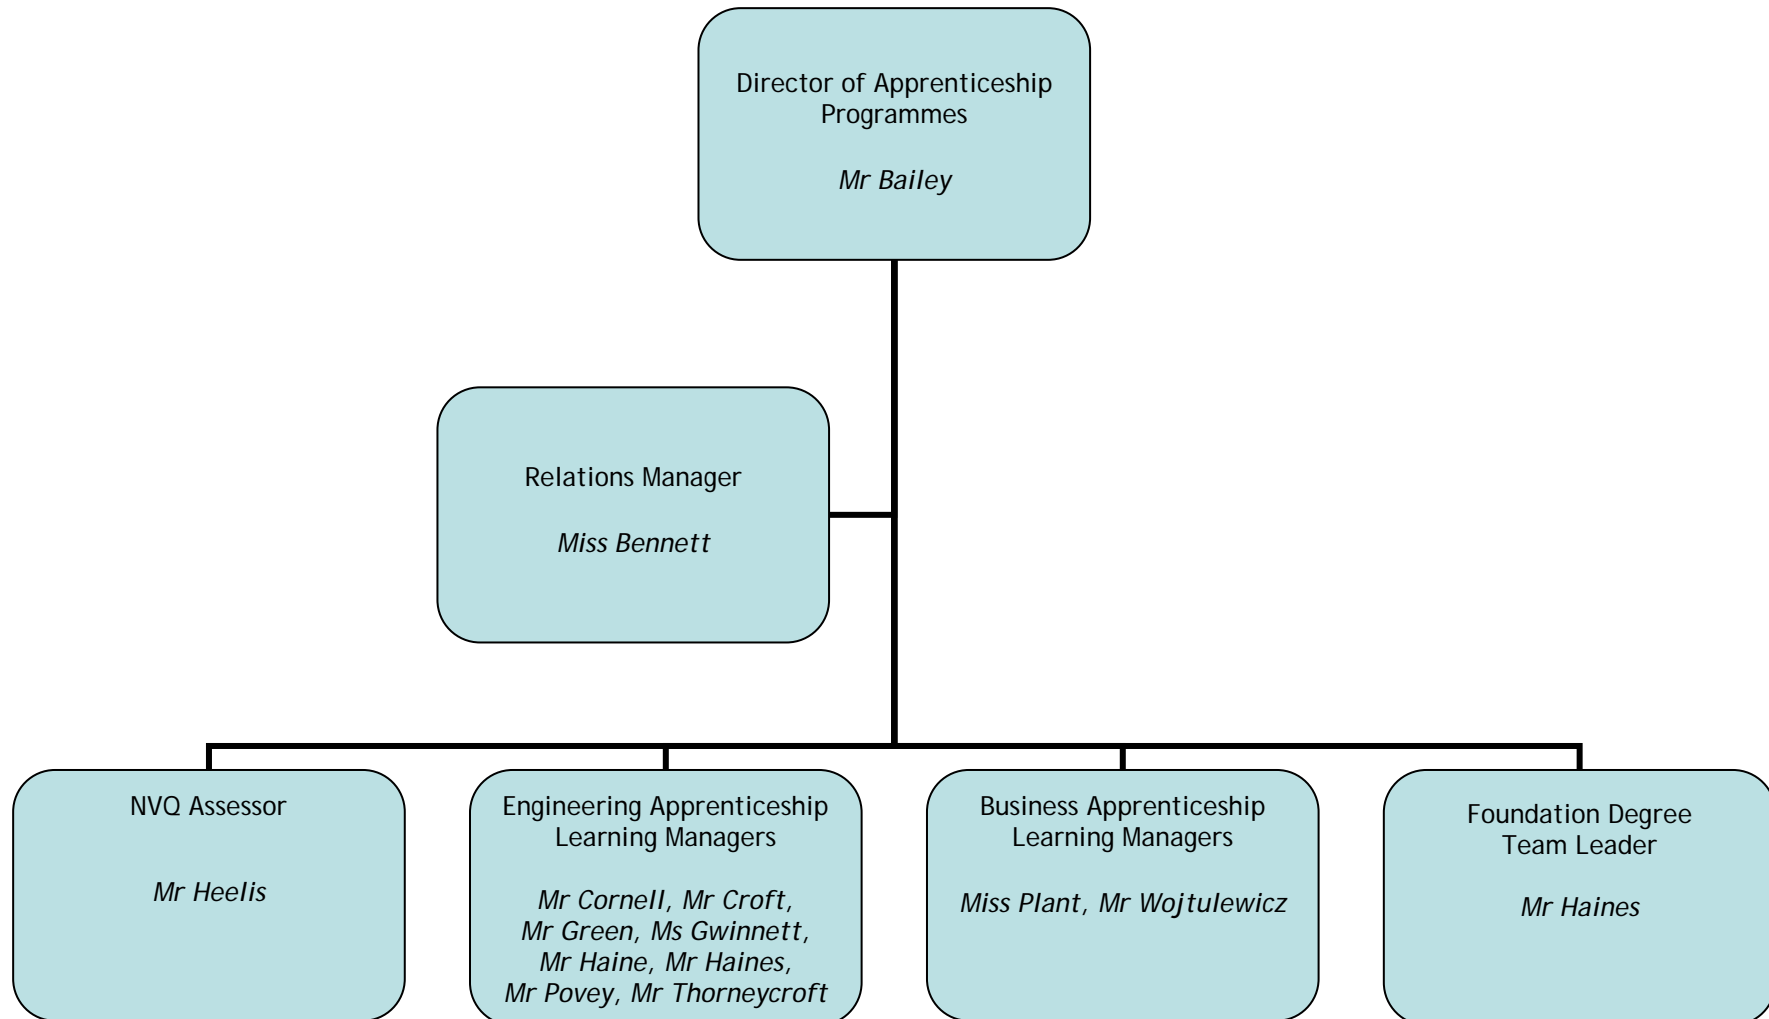 Director of Apprenticeship
Programmes
Mr Bailey
Relations Manager
Miss Bennett
NVQ Assessor
Mr Heelis
Engineering Apprenticeship
Learning Managers
Mr Cornell, Mr Croft,
Mr Green, Ms Gwinnett,
Mr Haine, Mr Haines,
Mr Povey, Mr Thorneycroft
Business Apprenticeship
Learning Managers
Miss Plant, Mr Wojtulewicz
Foundation Degree
Team Leader
Mr Haines